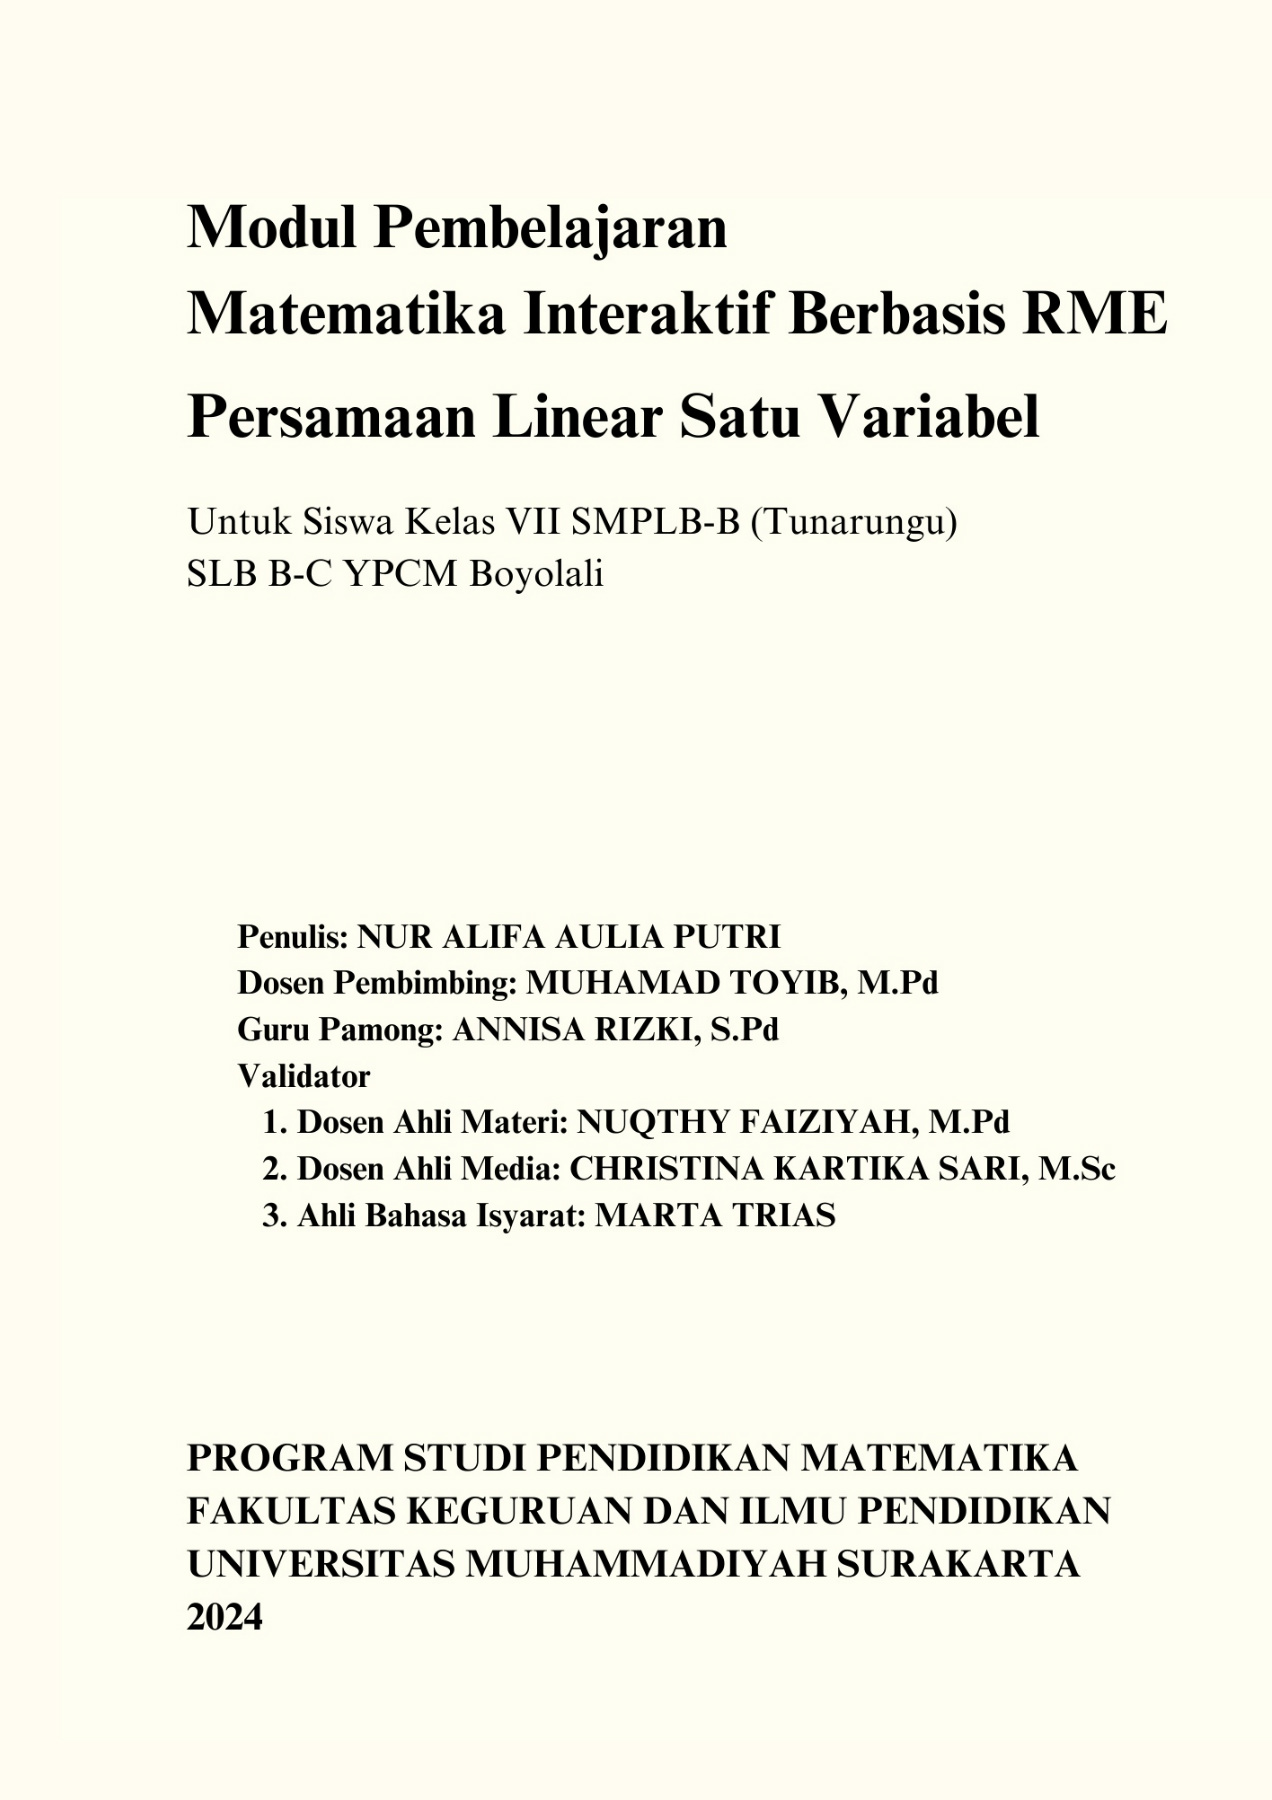 Modul Pembelajaran
Matematika Interaktif Berbasis RME
Persamaan Linear Satu Variabel
Untuk Siswa Kelas VII SMPLB-B (Tunarungu)
SLB B-C YPCM Boyolali
Penulis: NUR ALIFA AULIA PUTRI
Dosen Pembimbing: MUHAMAD TOYIB, M.Pd
Guru Pamong: ANNISA RIZKI, S.Pd
Validator
1. Dosen Ahli Materi: NUQTHY FAIZIYAH, M.Pd
2. Dosen Ahli Media: CHRISTINA KARTIKA SARI, M.Sc
3. Ahli Bahasa Isyarat: MARTA TRIAS
PROGRAM STUDI PENDIDIKAN MATEMATIKA
FAKULTAS KEGURUAN DAN ILMU PENDIDIKAN
UNIVERSITAS MUHAMMADIYAH SURAKARTA
2024